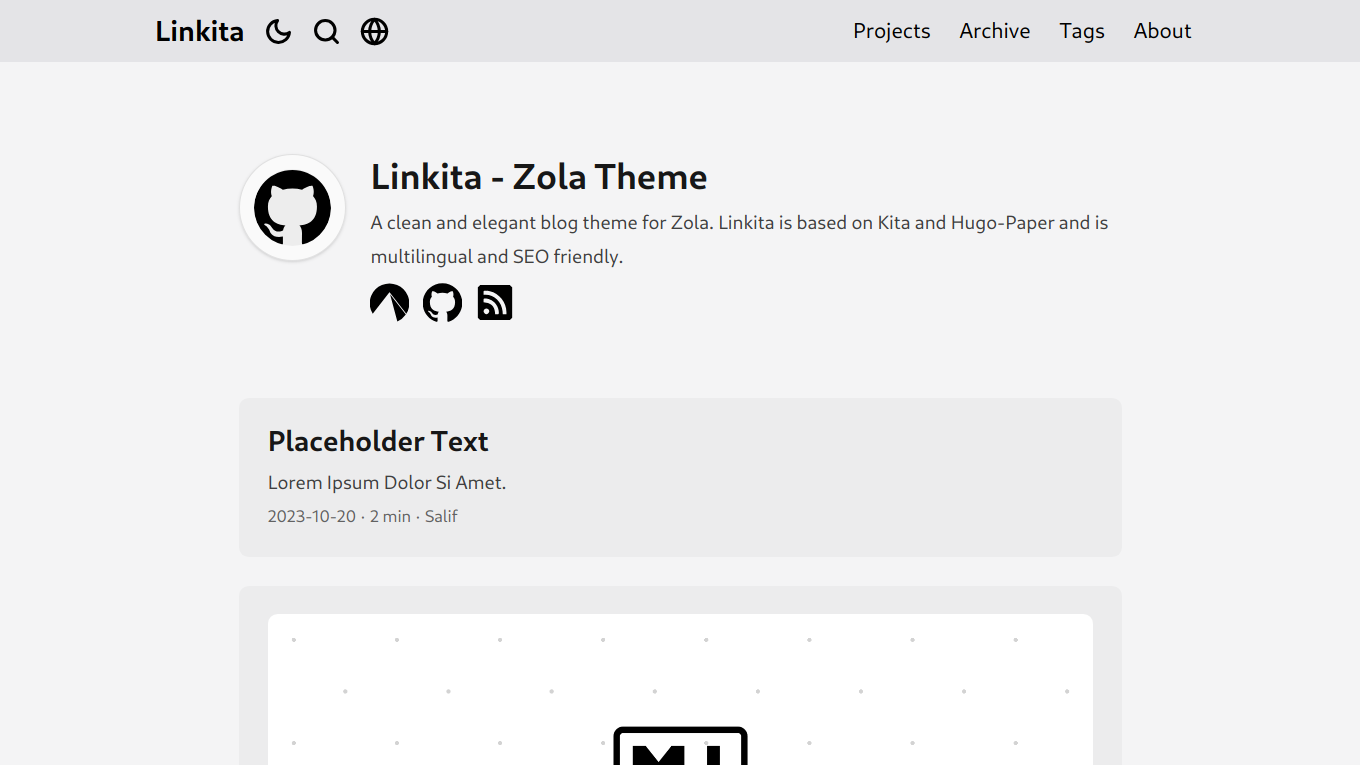 Linkita
Projects Archive Tags About
Linkita - Zola Theme
A clean and elegant blog theme for Zola. Linkita is based on Kita and Hugo-Paper and is
multilingual and SEO friendly.
Placeholder Text
Lorem Ipsum Dolor Si Amet.
2023-10-20 · 2 min · Salif